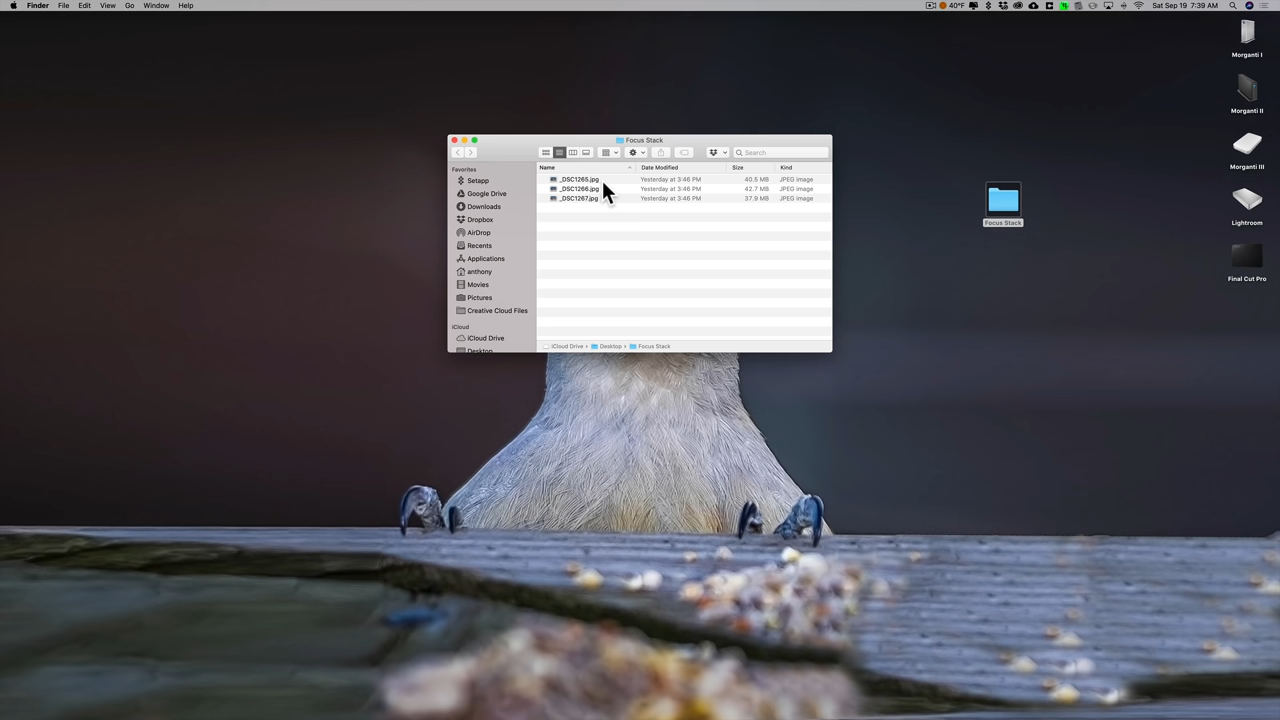 Finder File Edit View Go Window Help 40°F Sat Sep 19 7:39 AM
Morganti I
Morganti II
Morganti III
Lightroom
Final Cut Pro
Focus Stack
Focus Stack
Search
Favorites
Setapp
Google Drive
Downloads
Dropbox
AirDrop
Recents
Applications
anthony
Movies
Pictures
Creative Cloud Files
iCloud
iCloud Drive
Desktop
Name Date Modified Size Kind
_DSC1265.jpg Yesterday at 3:46 PM 40.5 MB JPEG image
_DSC1266.jpg Yesterday at 3:46 PM 42.7 MB JPEG image
_DSC1267.jpg Yesterday at 3:46 PM 37.9 MB JPEG image
iCloud Drive › Desktop › Focus Stack